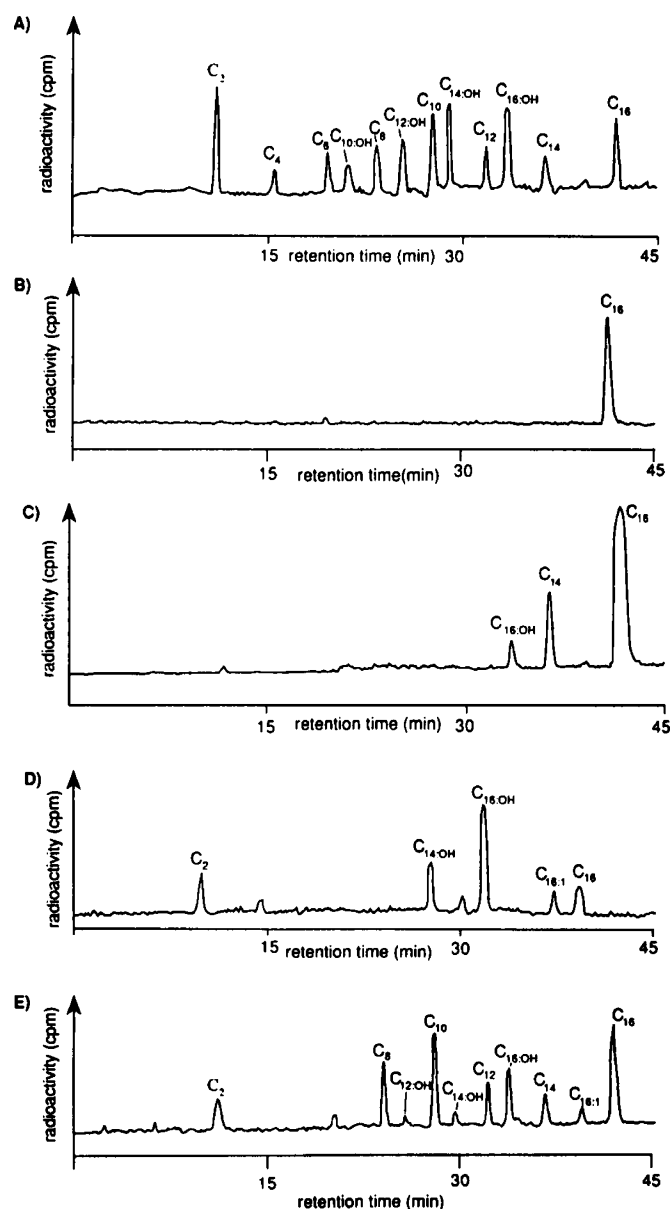 A)
radioactivity (cpm)
C2
C4
C6
C10:OH
C8
C12:OH
C10
C14:OH
C12
C16:OH
C14
C16
15
retention time (min)
30
45
B)
radioactivity (cpm)
C16
15
retention time(min)
30
45
C)
radioactivity (cpm)
C16:OH
C14
C16
15
retention time (min)
30
45
D)
radioactivity (cpm)
C2
C14:OH
C16:OH
C16:1
C16
15
retention time (min)
30
45
E)
radioactivity (cpm)
C2
C8
C12:OH
C10
C14:OH
C12
C16:OH
C14
C16:1
C16
15
30
45
retention time (min)